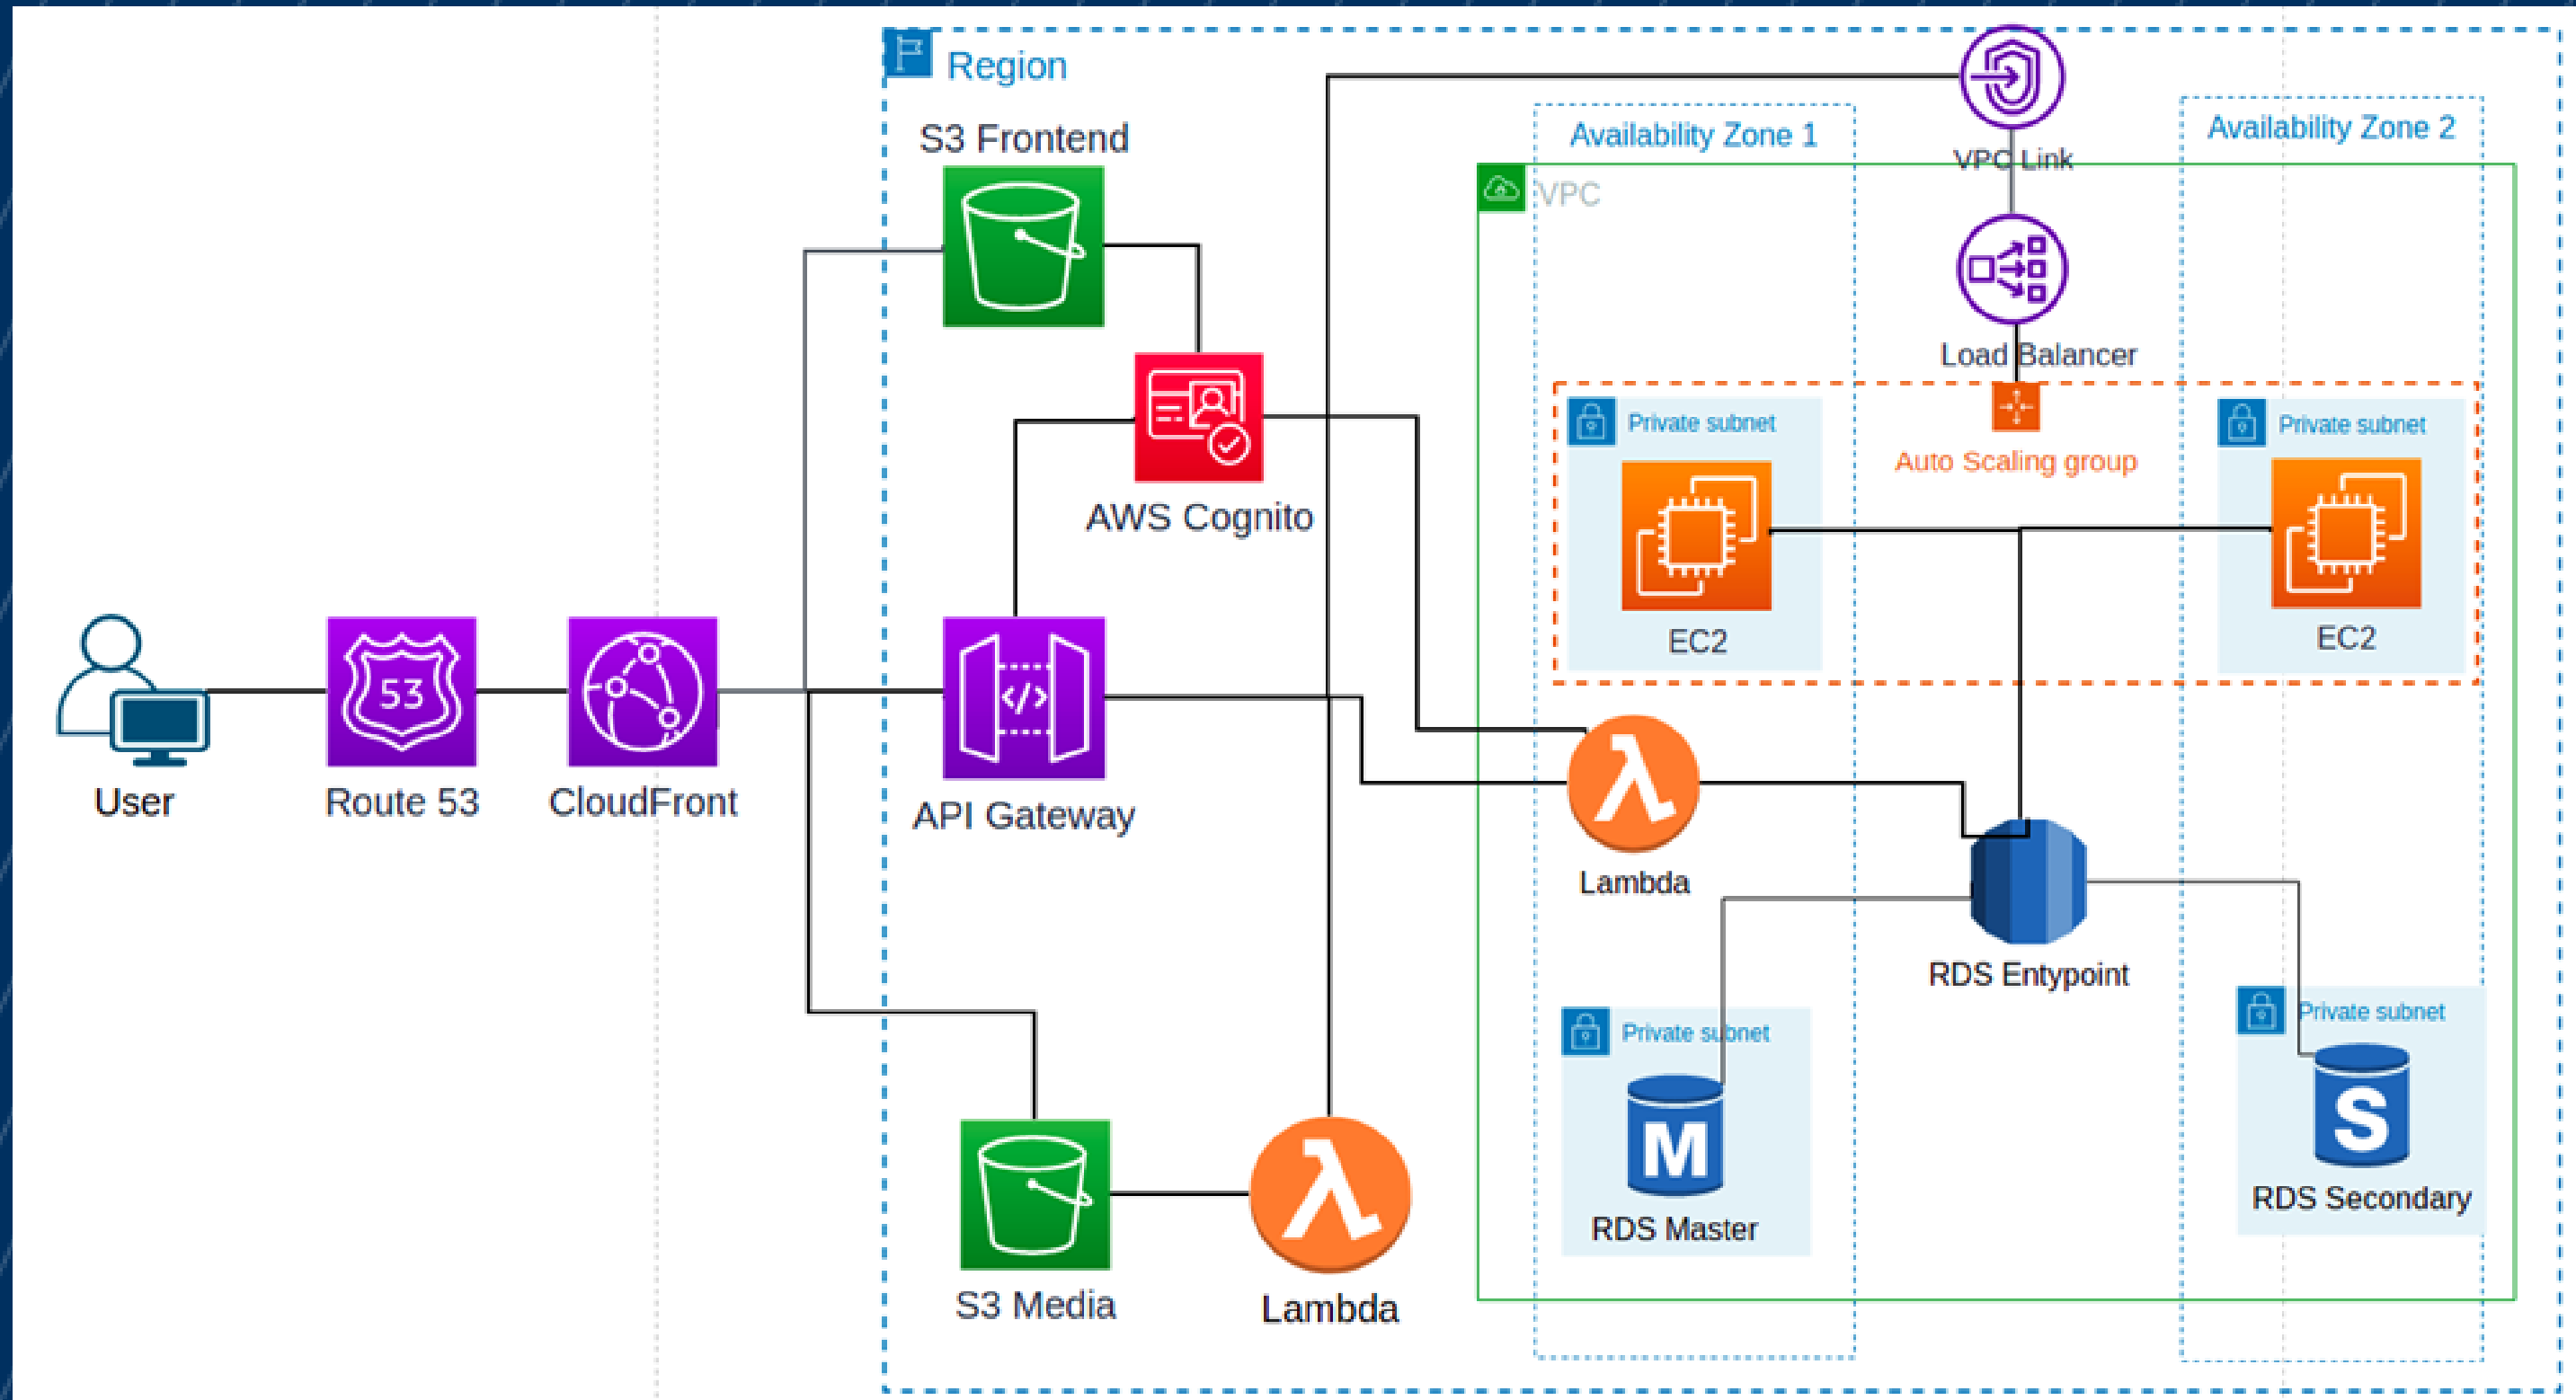 Region
S3 Frontend
VPC Link
Availability Zone 1
Availability Zone 2
VPC
Load Balancer
Private subnet
Auto Scaling group
Private subnet
AWS Cognito
EC2
EC2
User
Route 53
53
CloudFront
API Gateway
Lambda
RDS Entypoint
Private subnet
M
RDS Master
Private subnet
S
RDS Secondary
S3 Media
Lambda